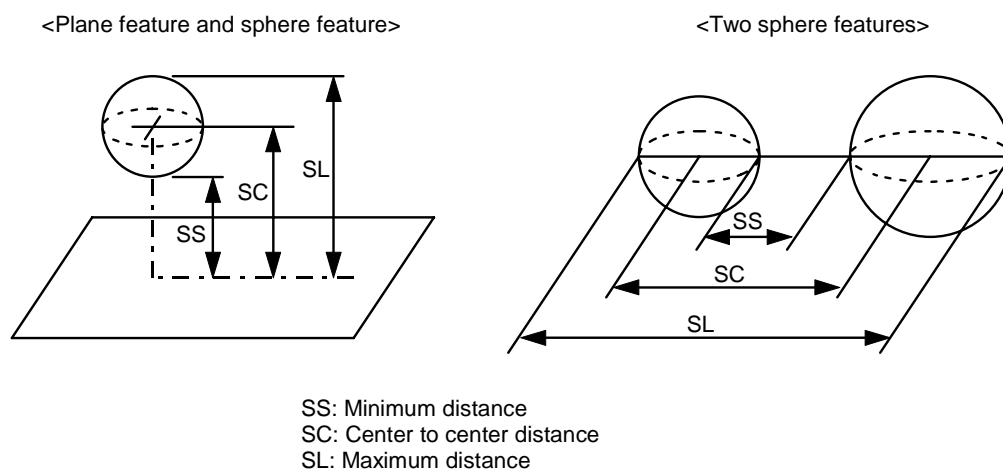 <Plane feature and sphere feature>
<Two sphere features>
SL
SC
SS
SS
SC
SL
SS: Minimum distance
SC: Center to center distance
SL: Maximum distance